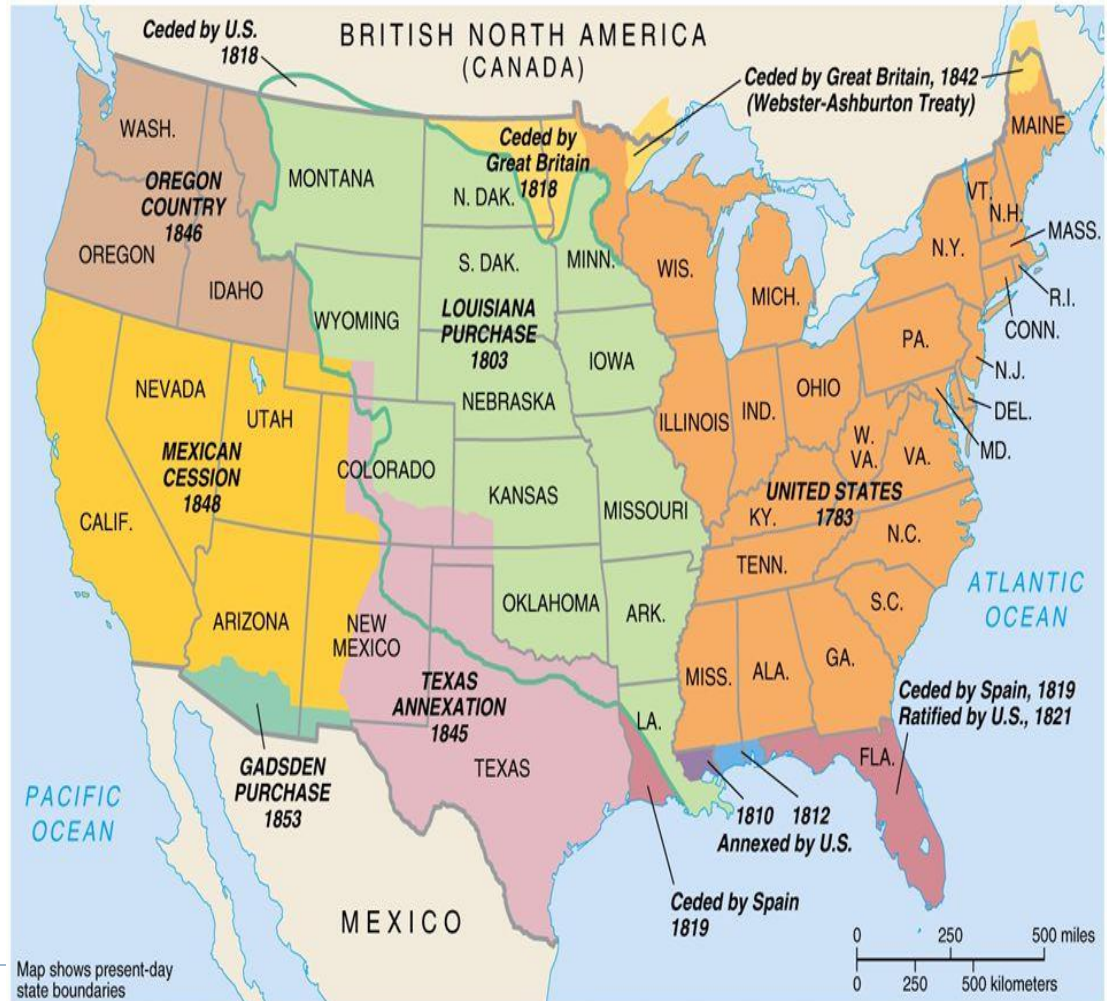 Ceded by U.S.
1818
BRITISH NORTH AMERICA
(CANADA)
Ceded by Great Britain, 1842
(Webster-Ashburton Treaty)
WASH.
OREGON
COUNTRY
1846
OREGON
IDAHO
MONTANA
Ceded by
Great Britain
1818
N. DAK.
S. DAK.
MINN.
WYOMING
LOUISIANA
PURCHASE
1803
NEBRASKA
IOWA
WIS.
MICH.
MAINE
VT.
N.H.
MASS.
N.Y.
R.I.
CONN.
PA.
N.J.
DEL.
MD.
NEVADA
UTAH
MEXICAN
CESSION
1848
CALIF.
COLORADO
KANSAS
MISSOURI
ILLINOIS
IND.
OHIO
W.
VA.
VA.
UNITED STATES
1783
KY.
N.C.
TENN.
S.C.
ATLANTIC
OCEAN
ARIZONA
NEW
MEXICO
OKLAHOMA
ARK.
MISS.
ALA.
GA.
TEXAS
ANNEXATION
1845
TEXAS
LA.
FLA.
Ceded by Spain, 1819
Ratified by U.S., 1821
GADSDEN
PURCHASE
1853
PACIFIC
OCEAN
1810
1812
Annexed by U.S.
Ceded by Spain
1819
MEXICO
0 250 500 miles
0 250 500 kilometers
Map shows present-day
state boundaries